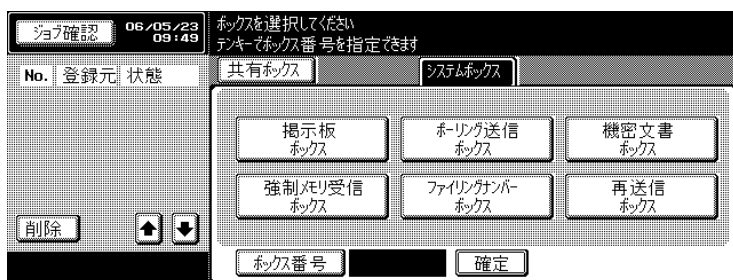 ジョブ確認
06/05/23
09:49
ボックスを選択してください
テンキーでボックス番号を指定できます
No. 登録元 状態
共有ボックス
システムボックス
掲示板
ボックス
ポーリング送信
ボックス
機密文書
ボックス
強制メモリ受信
ボックス
ファイリングナンバー
ボックス
再送信
ボックス
削除
ボックス番号
確定